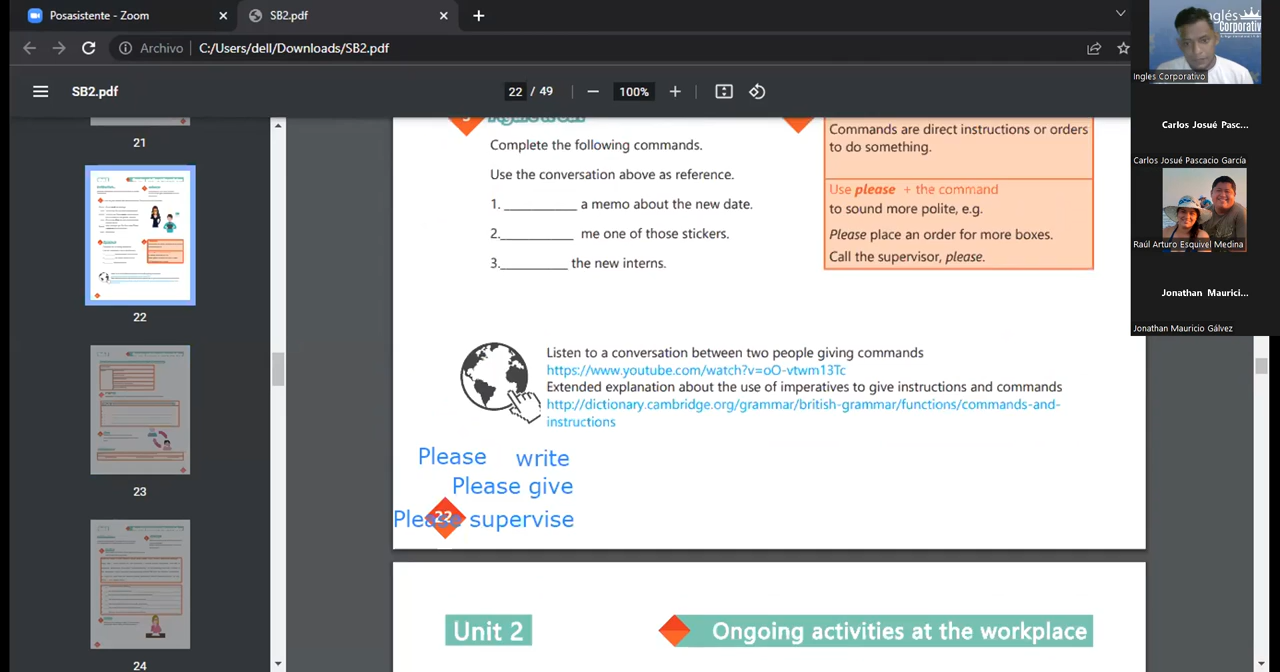 Posasistente - Zoom
SB2.pdf
Archivo
C:/Users/dell/Downloads/SB2.pdf
SB2.pdf
22 / 49
100%
21
22
23
24
Complete the following commands.
Use the conversation above as reference.
1. __________ a memo about the new date.
2.__________ me one of those stickers.
3._________ the new interns.
Commands are direct instructions or orders
to do something.
Use please + the command
to sound more polite, e.g.
Please place an order for more boxes.
Call the supervisor, please.
Listen to a conversation between two people giving commands
https://www.youtube.com/watch?v=oO-vtwm13Tc
Extended explanation about the use of imperatives to give instructions and commands
http://dictionary.cambridge.org/grammar/british-grammar/functions/commands-and-
instructions
Please write
Please give
Please supervise
22
Unit 2
Ongoing activities at the workplace
Inglés
Corporativ
Ingles Corporativo
Carlos Josué Pasc...
Carlos Josué Pascacio García
Raúl Arturo Esquivel Medina
Jonathan Maurici...
Jonathan Mauricio Gálvez